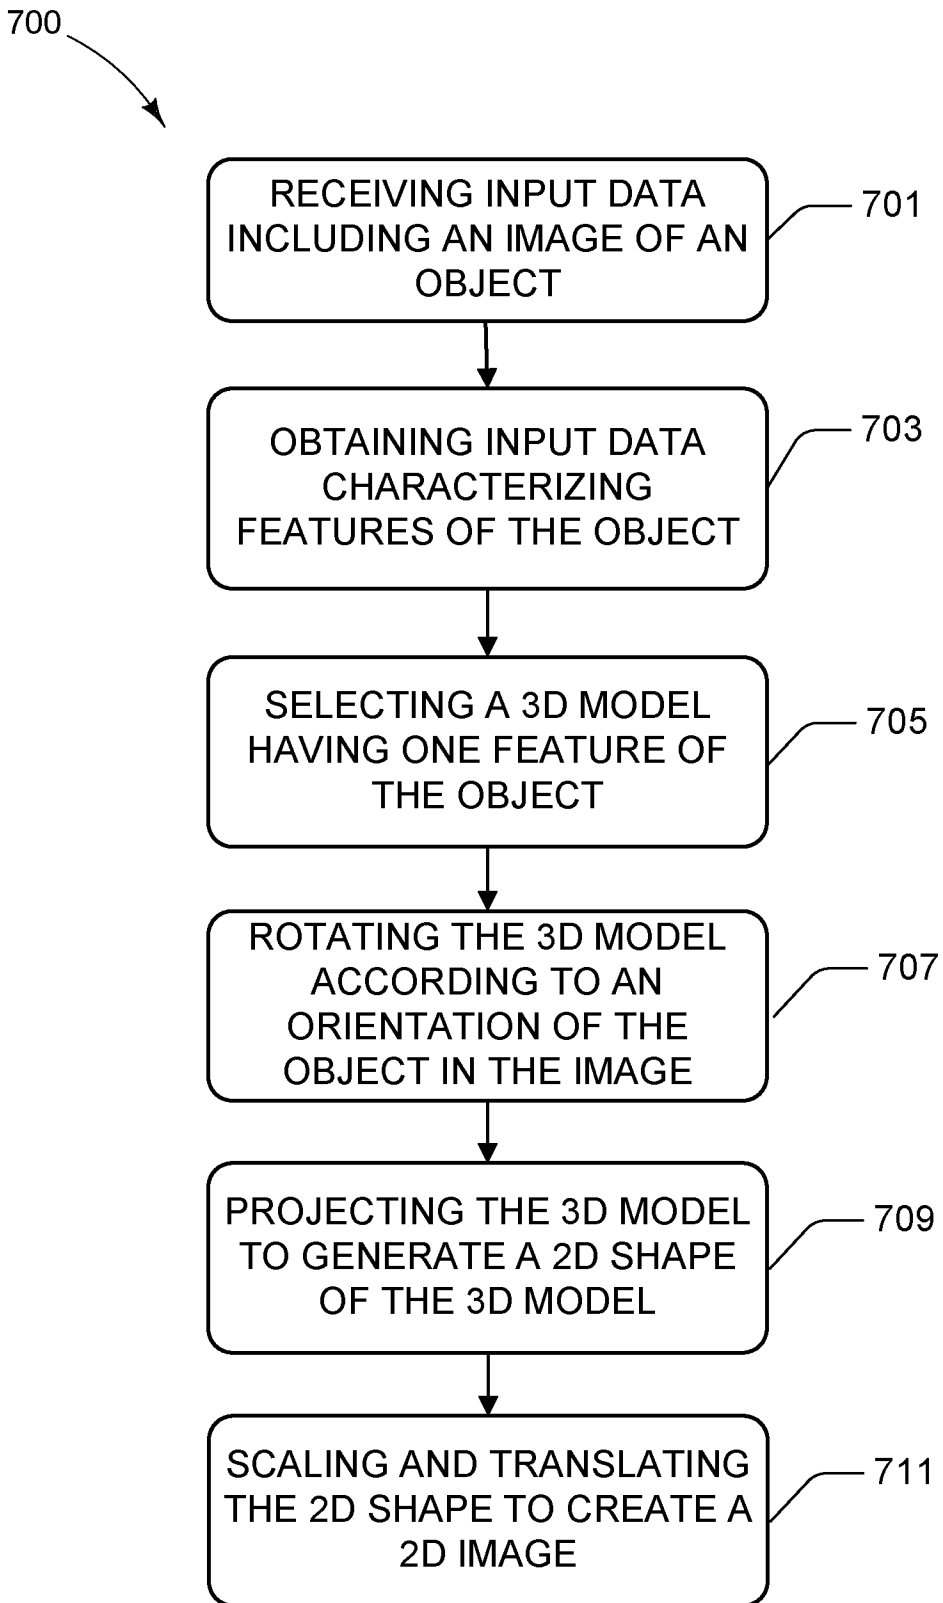 700
RECEIVING INPUT DATA
INCLUDING AN IMAGE OF AN
OBJECT
701
OBTAINING INPUT DATA
CHARACTERIZING
FEATURES OF THE OBJECT
703
SELECTING A 3D MODEL
HAVING ONE FEATURE OF
THE OBJECT
705
ROTATING THE 3D MODEL
ACCORDING TO AN
ORIENTATION OF THE
OBJECT IN THE IMAGE
707
PROJECTING THE 3D MODEL
TO GENERATE A 2D SHAPE
OF THE 3D MODEL
709
SCALING AND TRANSLATING
THE 2D SHAPE TO CREATE A
2D IMAGE
711